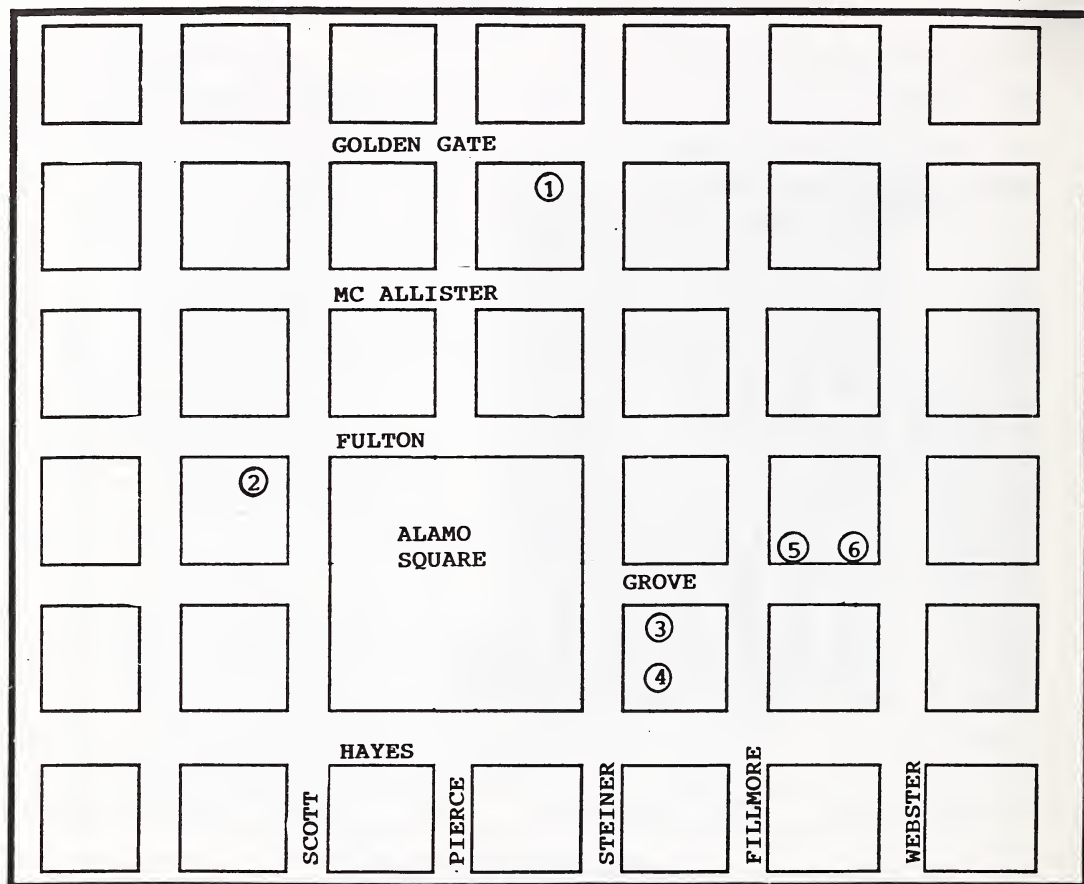 GOLDEN GATE
①
MC ALLISTER
FULTON
②
ALAMO
SQUARE
⑤ ⑥
GROVE
③
④
HAYES
SCOTT
PIERCE
STEINER
FILLMORE
WEBSTER